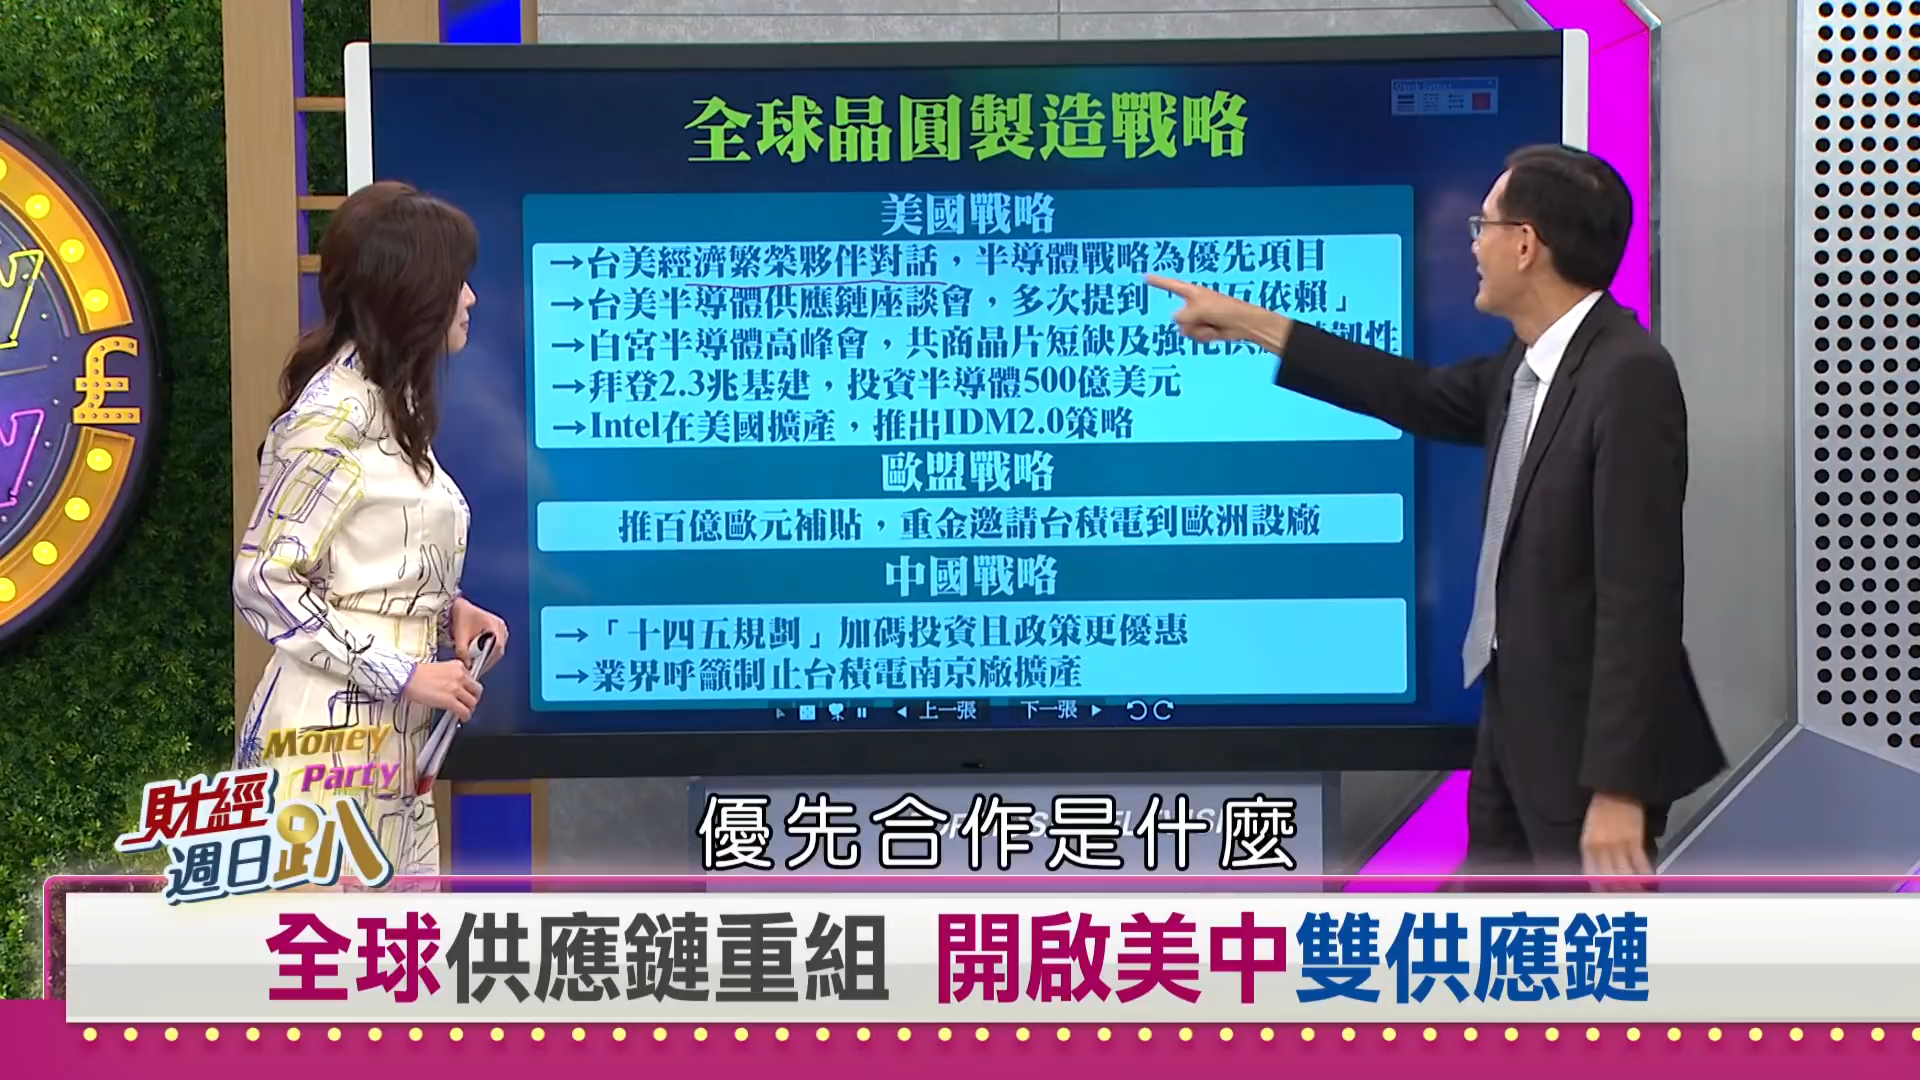 全球晶圓製造戰略
美國戰略
→台美經濟繁榮夥伴對話，半導體戰略為優先項目
→台美半導體供應鏈座談會，多次提到「相互依賴」
→白宮半導體高峰會，共商晶片短缺及強化供應鏈韌性
→拜登2.3兆基建，投資半導體500億美元
→Intel在美國擴產，推出IDM2.0策略
歐盟戰略
推百億歐元補貼，重金邀請台積電到歐洲設廠
中國戰略
→「十四五規劃」加碼投資且政策更優惠
→業界呼籲制止台積電南京廠擴產
上一張 下一張
£
Money
Party
財經
週日趴
優先合作是什麼
全球供應鏈重組 開啟美中雙供應鏈